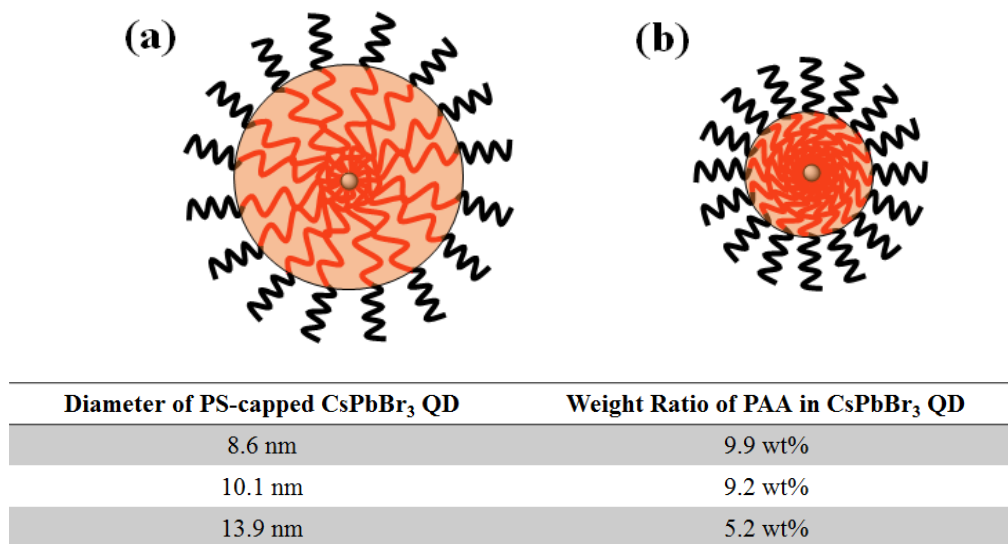 (a) (b)
Diameter of PS-capped CsPbBr₃ QD Weight Ratio of PAA in CsPbBr₃ QD
8.6 nm 9.9 wt%
10.1 nm 9.2 wt%
13.9 nm 5.2 wt%